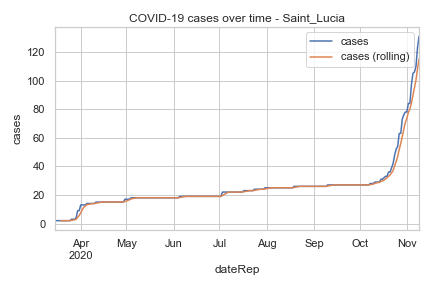 COVID-19 cases over time - Saint_Lucia
cases
cases (rolling)
cases
120
100
80
60
40
20
0
Apr May Jun Jul Aug Sep Oct Nov
2020
dateRep